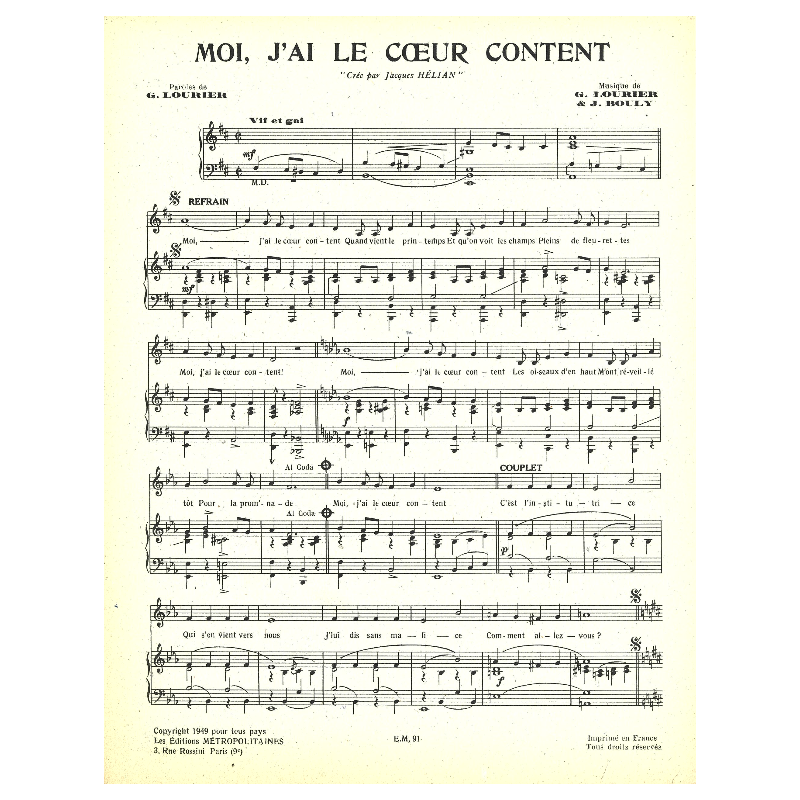 MOI, J'AI LE CŒUR CONTENT
"Crée par Jacques HÉLIAN"
Paroles de
G. LOURIER
Musique de
G. LOURIER
& J. BOULY
Vif et gai
mf
M.D.
REFRAIN
Moi, J'ai le cœur con-tent Quand vient le prin-temps Et qu'on voit les champs Pleins de fleu-ret-tes
mf
Moi, j'ai le cœur con-tent! Moi, j'ai le cœur con-tent Les oi-seaux d'en haut M'ont ré-veil-lé
Al Coda COUPLET
tôt Pour la prom'-na-de Moi, j'ai le cœur con-tent C'est l'in-sti-tu-tri-ce
Al Coda
p
Qui s'on vient vers nous J'lui dis sans ma-li-ce Com-ment al-lez-vous?
f
Copyright 1949 pour tous pays
Les Éditions MÉTROPOLITAINES
3, Rue Rossini Paris (9e)
E.M. 91
Imprimé en France
Tous droits réservés